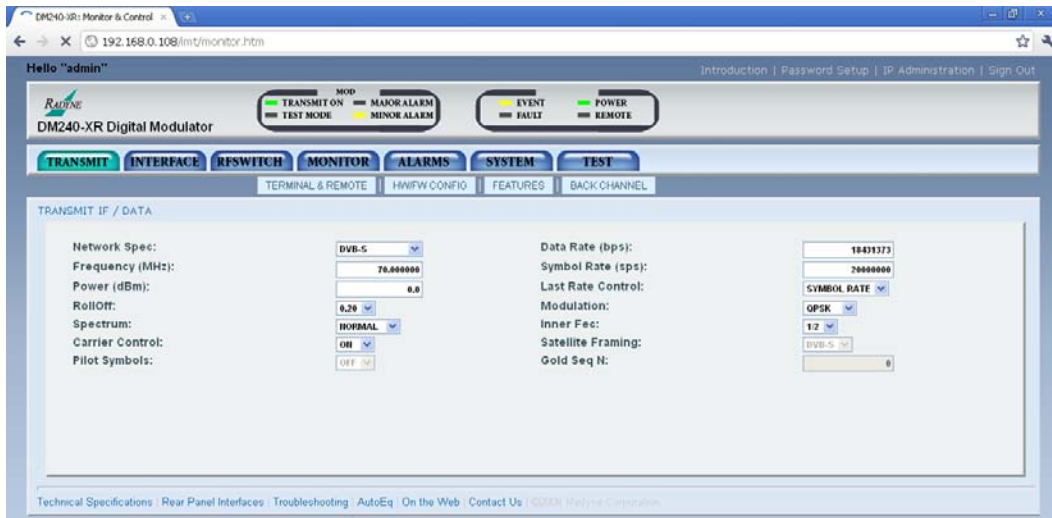 DM240-XR: Monitor & Control
192.168.0.108/imt/monitor.htm
Hello "admin"
Introduction | Password Setup | IP Administration | Sign Out
RADYNE
DM240-XR Digital Modulator
MOD
TRANSMIT ON MAJOR ALARM
TEST MODE MINOR ALARM
EVENT POWER
FAULT REMOTE
TRANSMIT INTERFACE RFSWITCH MONITOR ALARMS SYSTEM TEST
TERMINAL & REMOTE | HW/FW CONFIG | FEATURES | BACK CHANNEL
TRANSMIT IF / DATA
Network Spec: DVB-S Data Rate (bps): 18431373
Frequency (MHz): 70.000000 Symbol Rate (sps): 20000000
Power (dBm): 0.0 Last Rate Control: SYMBOL RATE
RollOff: 0.20 Modulation: QPSK
Spectrum: NORMAL Inner Fec: 1/2
Carrier Control: ON Satellite Framing: DVB-S
Pilot Symbols: OFF Gold Seq N: 0
Technical Specifications | Rear Panel Interfaces | Troubleshooting | AutoEq | On the Web | Contact Us |